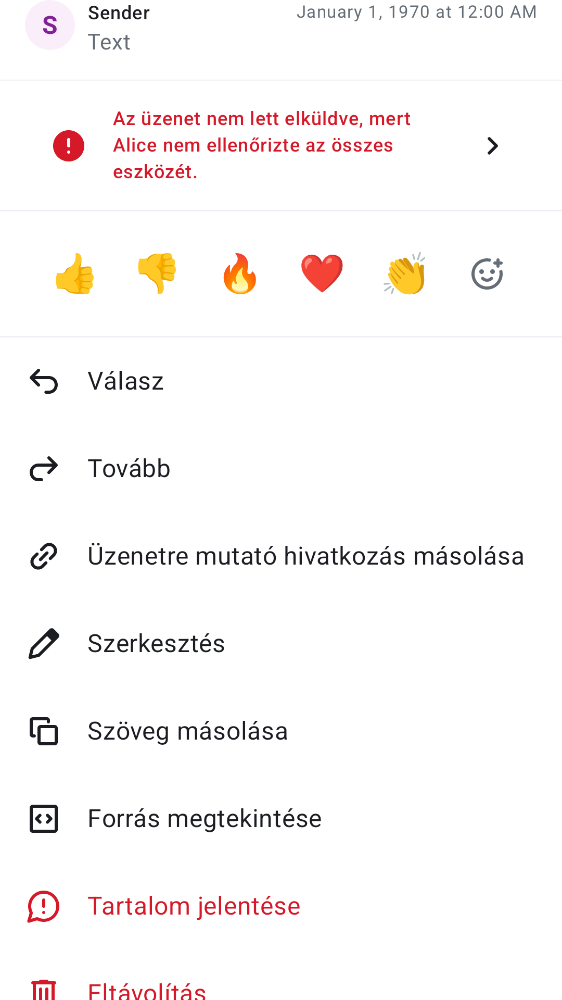 S
Sender
January 1, 1970 at 12:00 AM
Text
Az üzenet nem lett elküldve, mert
Alice nem ellenőrizte az összes
eszközét.
Válasz
Tovább
Üzenetre mutató hivatkozás másolása
Szerkesztés
Szöveg másolása
Forrás megtekintése
Tartalom jelentése
Eltávolítás